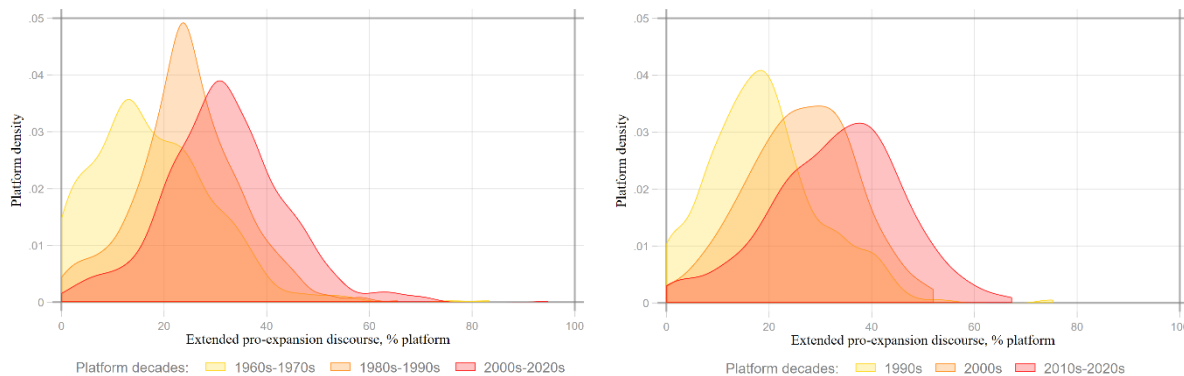 .05
.04
.03
.02
.01
0
Platform density
0 20 40 60 80 100
Extended pro-expansion discourse, % platform
Platform decades: 1960s-1970s 1980s-1990s 2000s-2020s
.05
.04
.03
.02
.01
0
Platform density
0 20 40 60 80 100
Extended pro-expansion discourse, % platform
Platform decades: 1990s 2000s 2010s-2020s